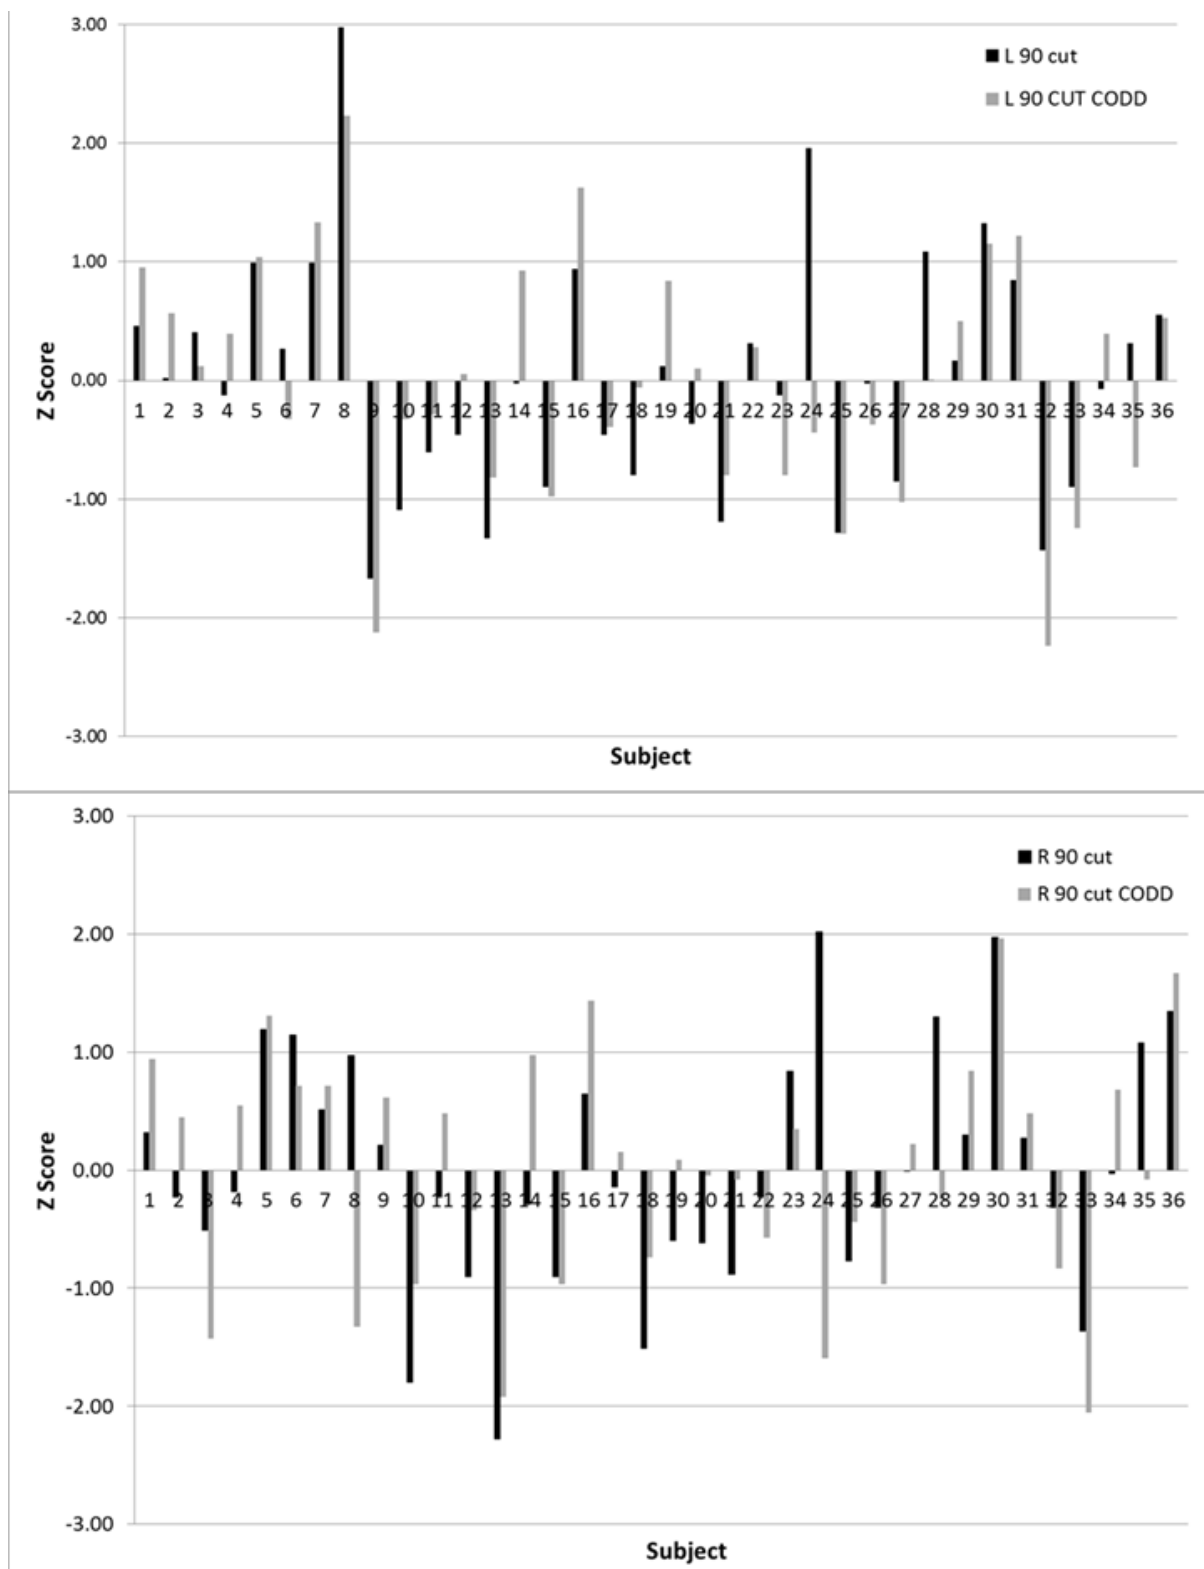 3.00
L 90 cut
L 90 CUT CODD
2.00
1.00
Z Score
0.00
1 2 3 4 5 6 7 8 9 10 11 12 13 14 15 16 17 18 19 20 21 22 23 24 25 26 27 28 29 30 31 32 33 34 35 36
-1.00
-2.00
-3.00
Subject
3.00
R 90 cut
R 90 cut CODD
2.00
1.00
Z Score
0.00
1 2 3 4 5 6 7 8 9 10 11 12 13 14 15 16 17 18 19 20 21 22 23 24 25 26 27 28 29 30 31 32 33 34 35 36
-1.00
-2.00
-3.00
Subject